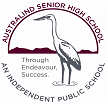 AUSTRALIND SENIOR HIGH SCHOOL
Through
Endeavour,
Success.
AN INDEPENDENT PUBLIC SCHOOL